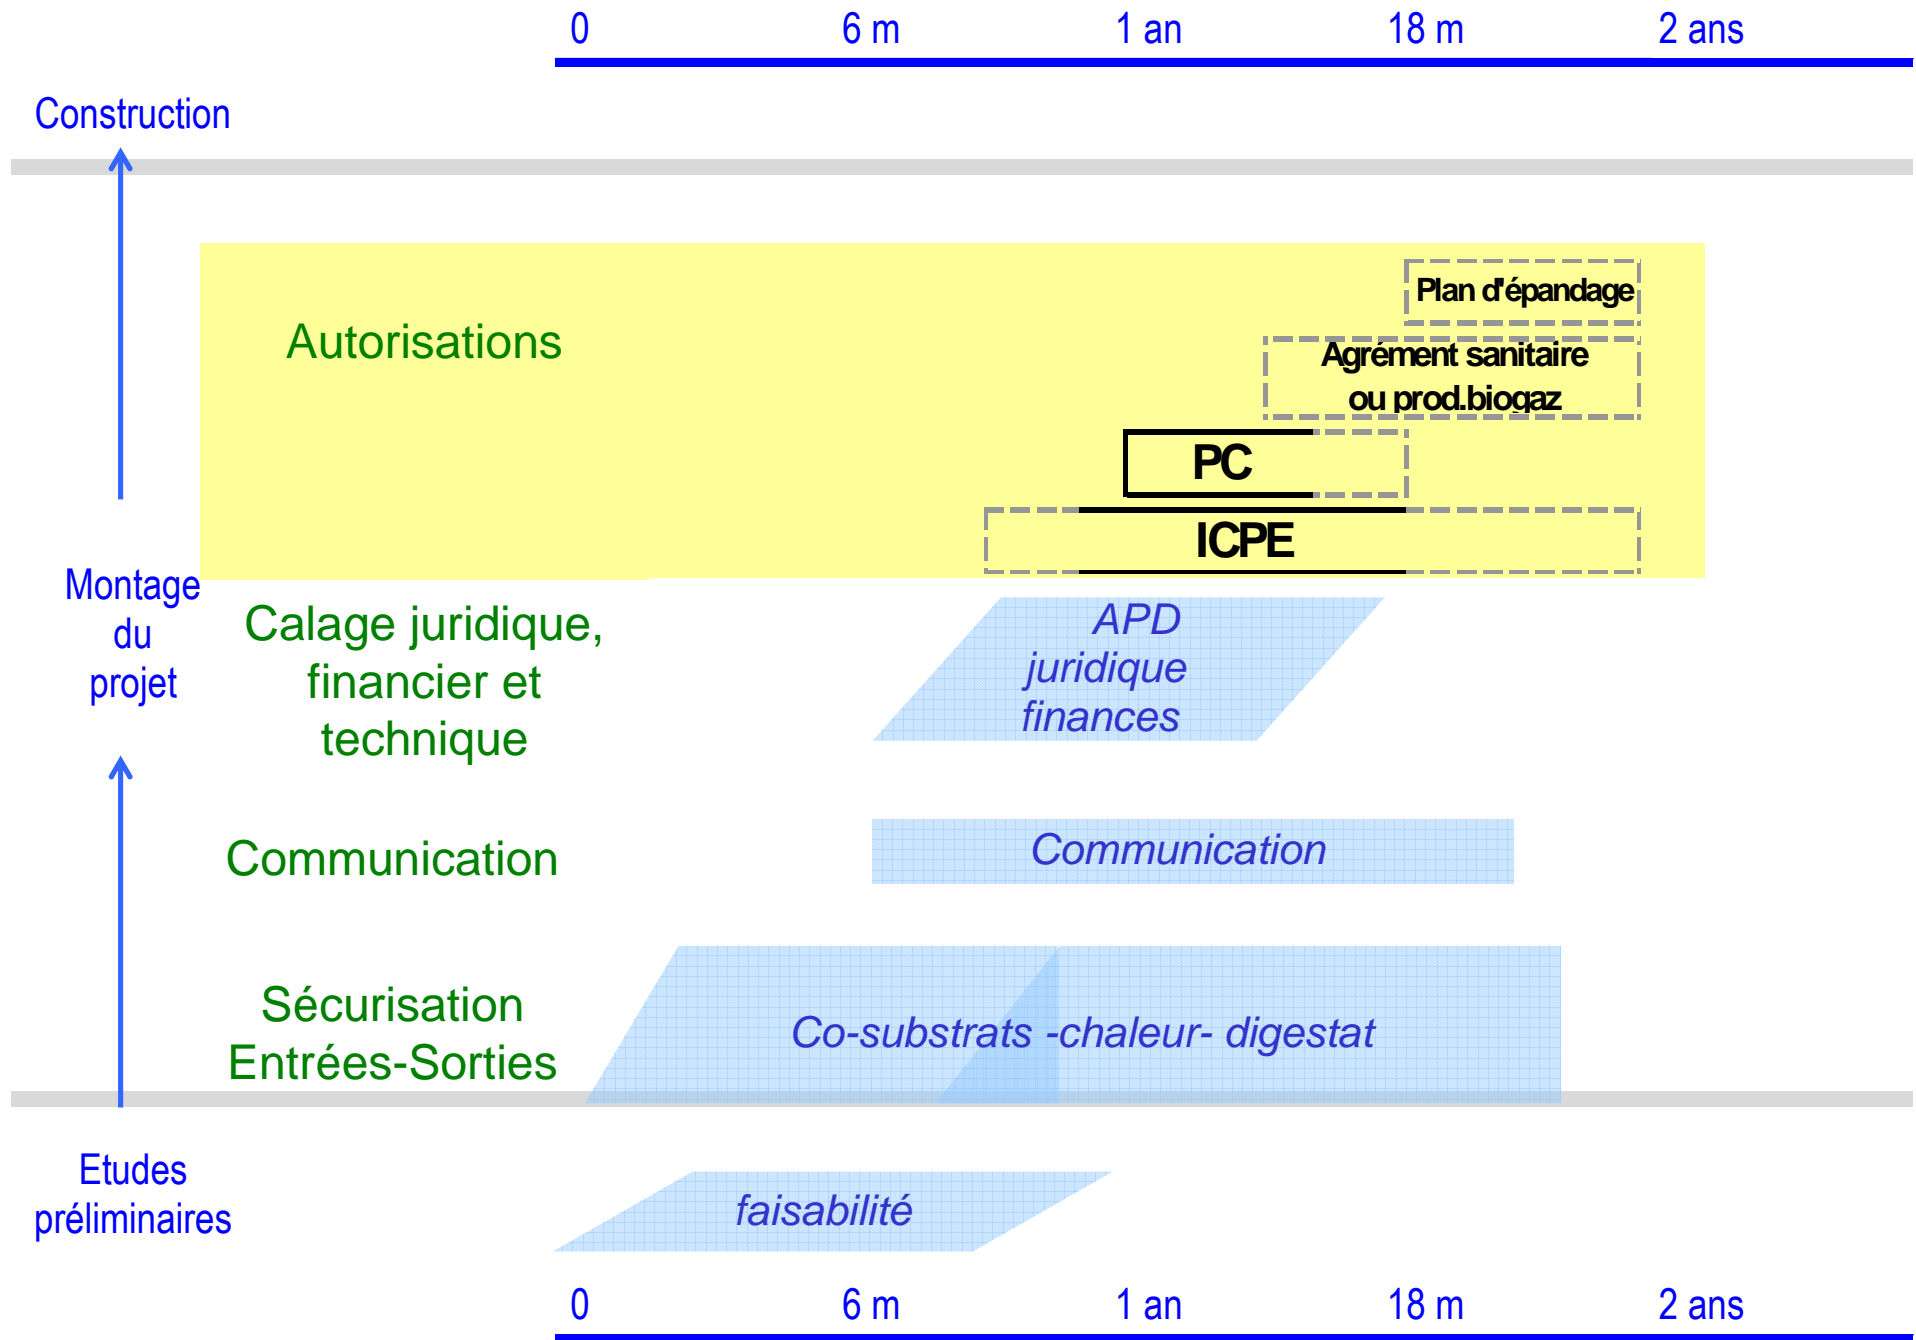 0 6 m 1 an 18 m 2 ans
Construction
Plan d'épandage
Autorisations
Agrément sanitaire
ou prod.biogaz
PC
ICPE
Montage
du
projet
Calage juridique,
financier et
technique
APD
juridique
finances
Communication
Communication
Sécurisation
Entrées-Sorties
Co-substrats -chaleur- digestat
Etudes
préliminaires
faisabilité
0 6 m 1 an 18 m 2 ans